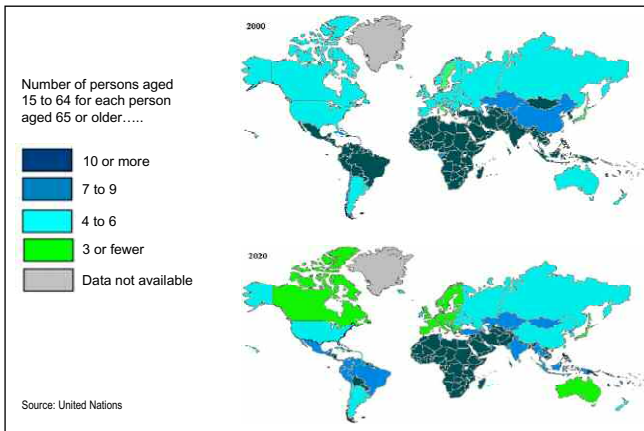 2000
Number of persons aged
15 to 64 for each person
aged 65 or older…..
10 or more
7 to 9
4 to 6
3 or fewer
Data not available
2020
Source: United Nations